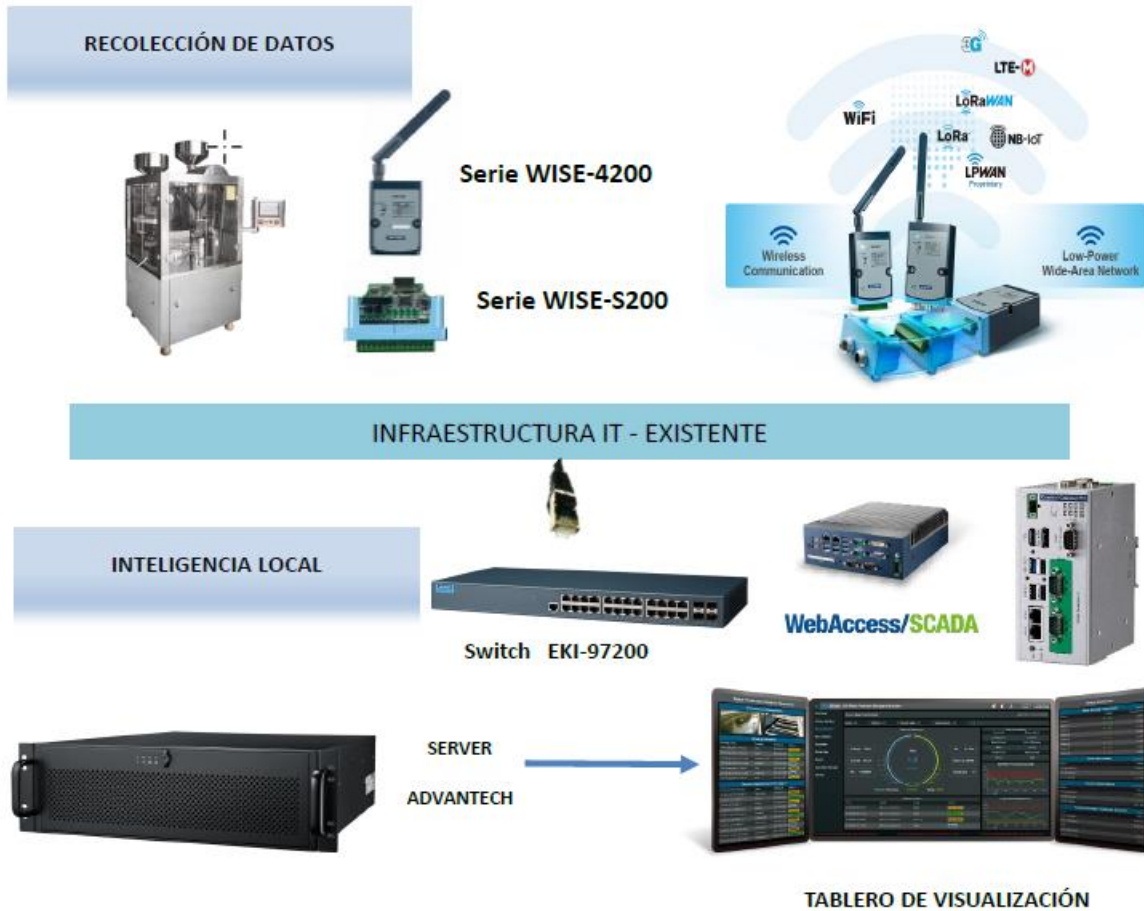 RECOLECCIÓN DE DATOS
3G
LTE-M
WiFi
LoRaWAN
LoRa
NB-IoT
LPWAN
Proprietary
Serie WISE-4200
Serie WISE-S200
Wireless
Communication
Low-Power
Wide-Area Network
INFRAESTRUCTURA IT - EXISTENTE
INTELIGENCIA LOCAL
Switch EKI-97200
WebAccess/SCADA
SERVER
ADVANTECH
TABLERO DE VISUALIZACIÓN